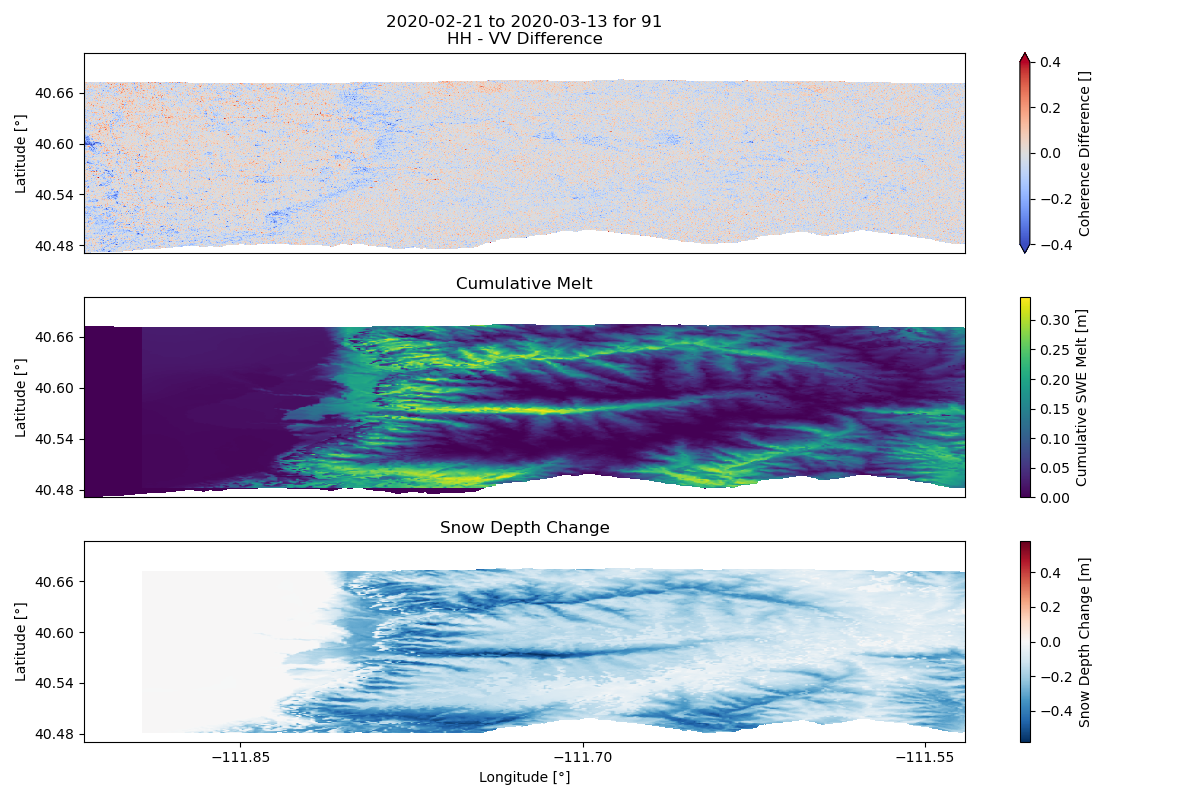 2020-02-21 to 2020-03-13 for 91
HH - VV Difference
40.66
40.60
40.54
40.48
Latitude [°]
0.4
0.2
0.0
−0.2
−0.4
Coherence Difference []
Cumulative Melt
40.66
40.60
40.54
40.48
Latitude [°]
0.30
0.25
0.20
0.15
0.10
0.05
0.00
Cumulative SWE Melt [m]
Snow Depth Change
40.66
40.60
40.54
40.48
Latitude [°]
−111.85
−111.70
−111.55
Longitude [°]
0.4
0.2
0.0
−0.2
−0.4
Snow Depth Change [m]